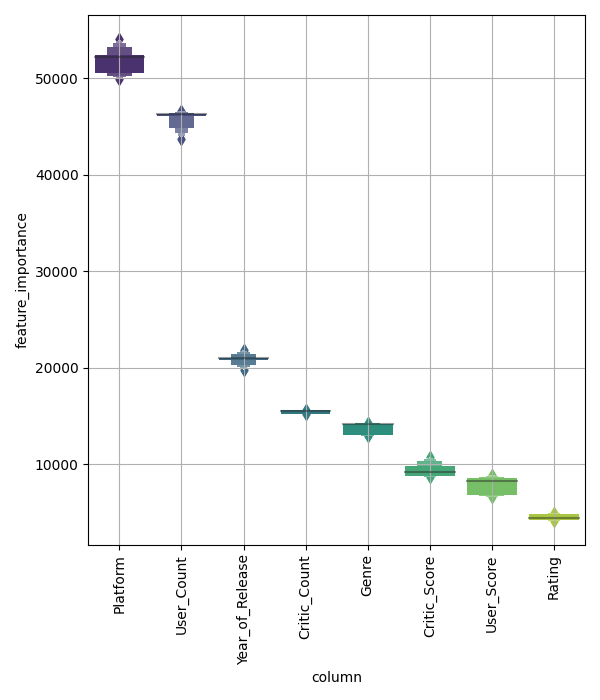 50000
40000
30000
20000
10000
feature_importance
Platform
User_Count
Year_of_Release
Critic_Count
Genre
Critic_Score
User_Score
Rating
column